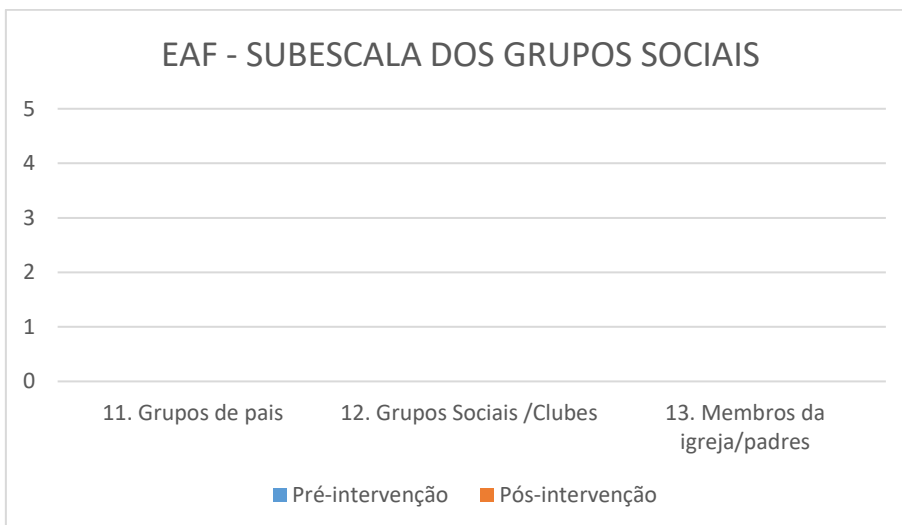 EAF - SUBESCALA DOS GRUPOS SOCIAIS
5
4
3
2
1
0
11. Grupos de pais
12. Grupos Sociais /Clubes
13. Membros da
igreja/padres
Pré-intervenção
Pós-intervenção